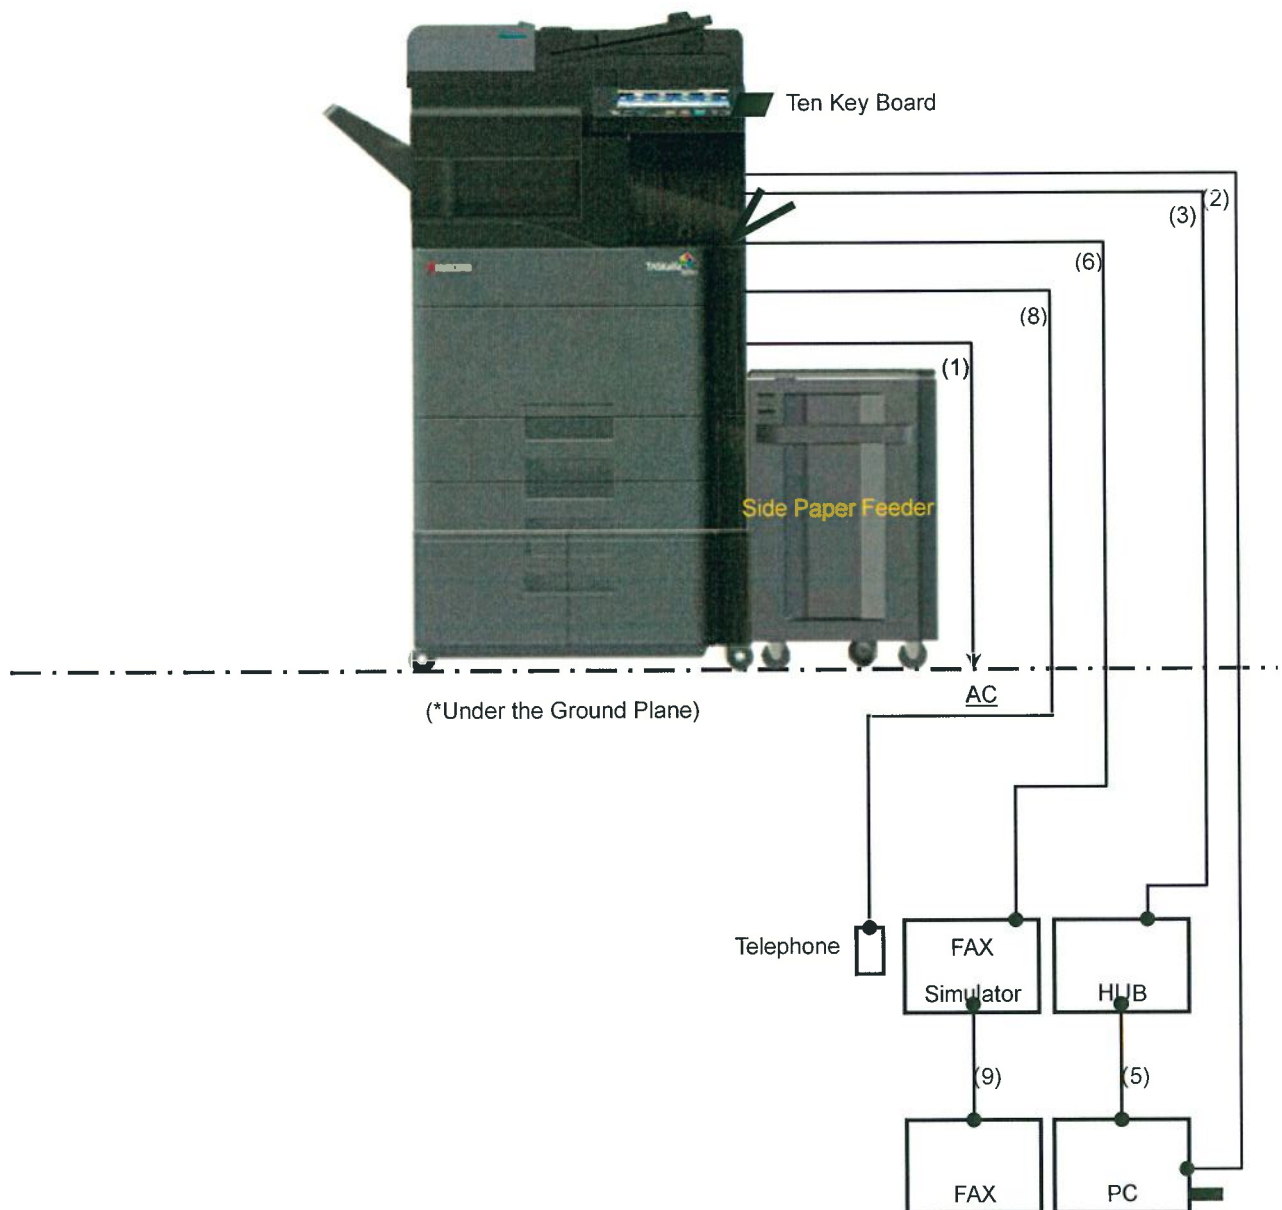 Ten Key Board
(2)
(3)
(6)
(8)
(1)
TASKalfa
Side Paper Feeder
AC
(*Under the Ground Plane)
Telephone
FAX
Simulator
HUB
(9)
(5)
FAX
PC